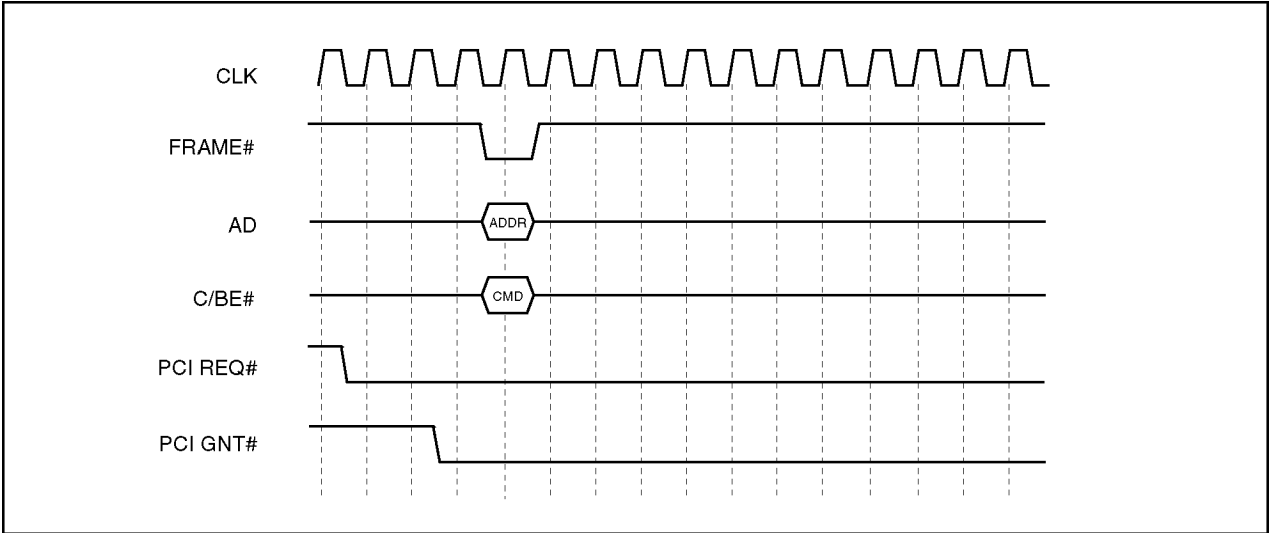 CLK
FRAME#
AD
ADDR
C/BE#
CMD
PCI REQ#
PCI GNT#